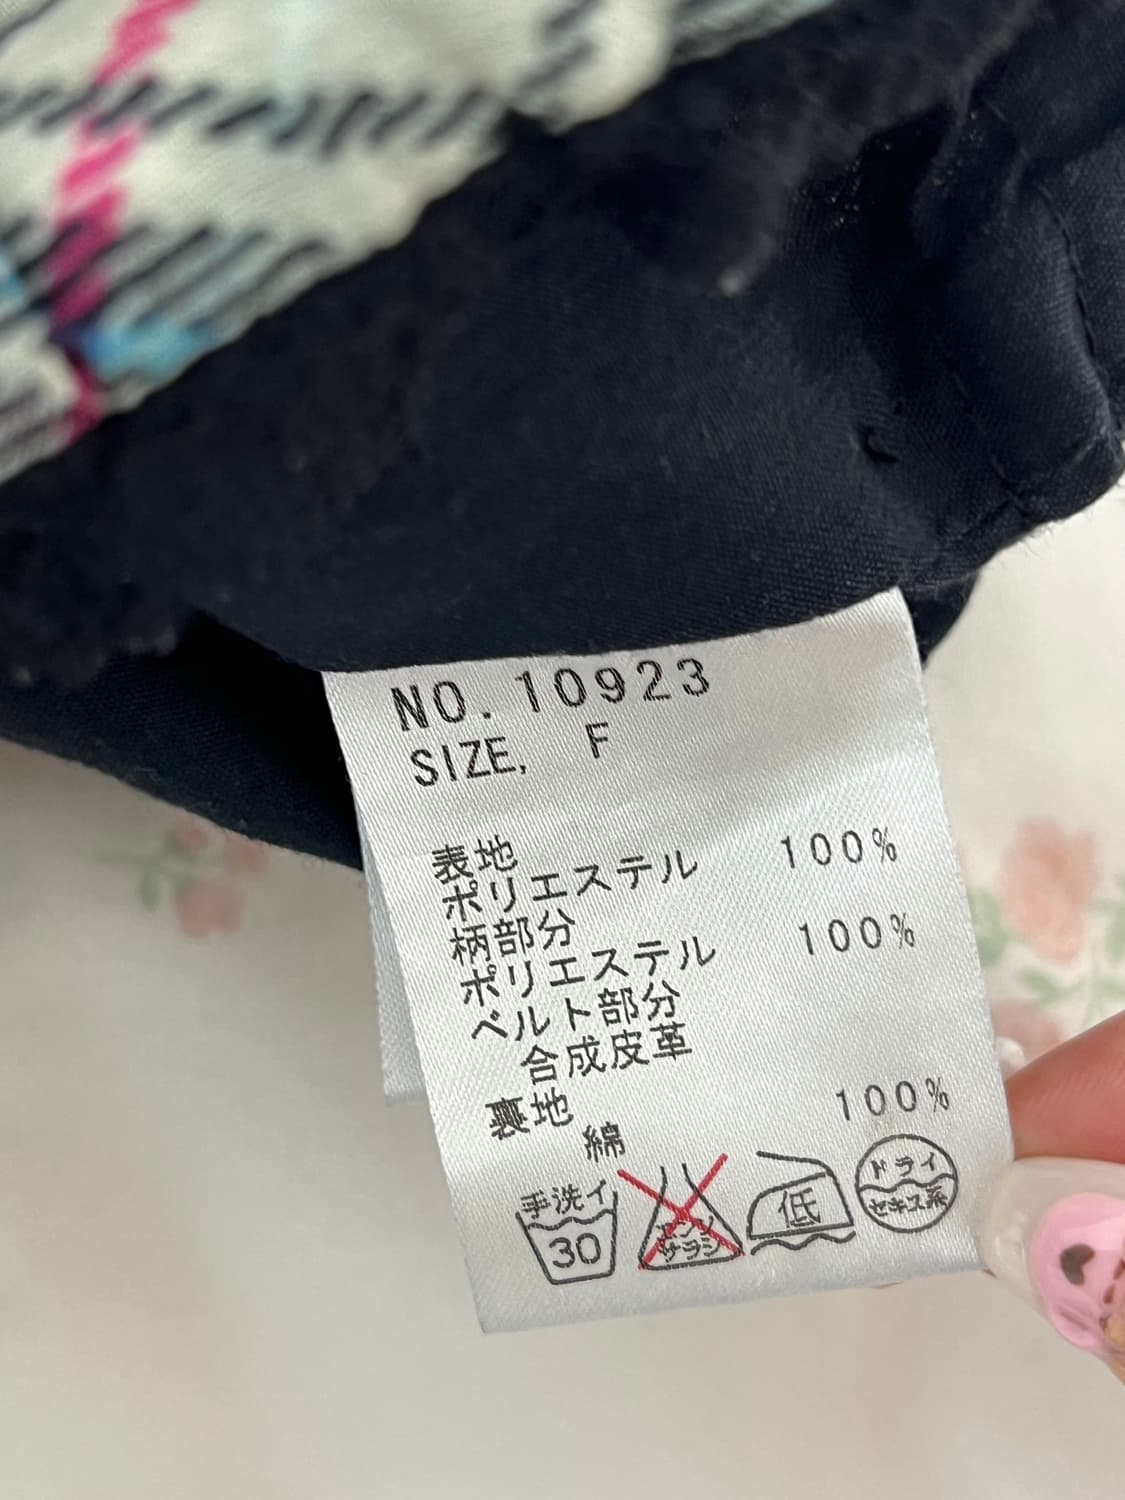 NO. 10923
SIZE, F
表地
ポリエステル 100%
柄部分
ポリエステル 100%
ベルト部分
合成皮革
裏地
綿 100%
手洗イ
30
エンソ
サラシ
低
ドライ
セキユ系